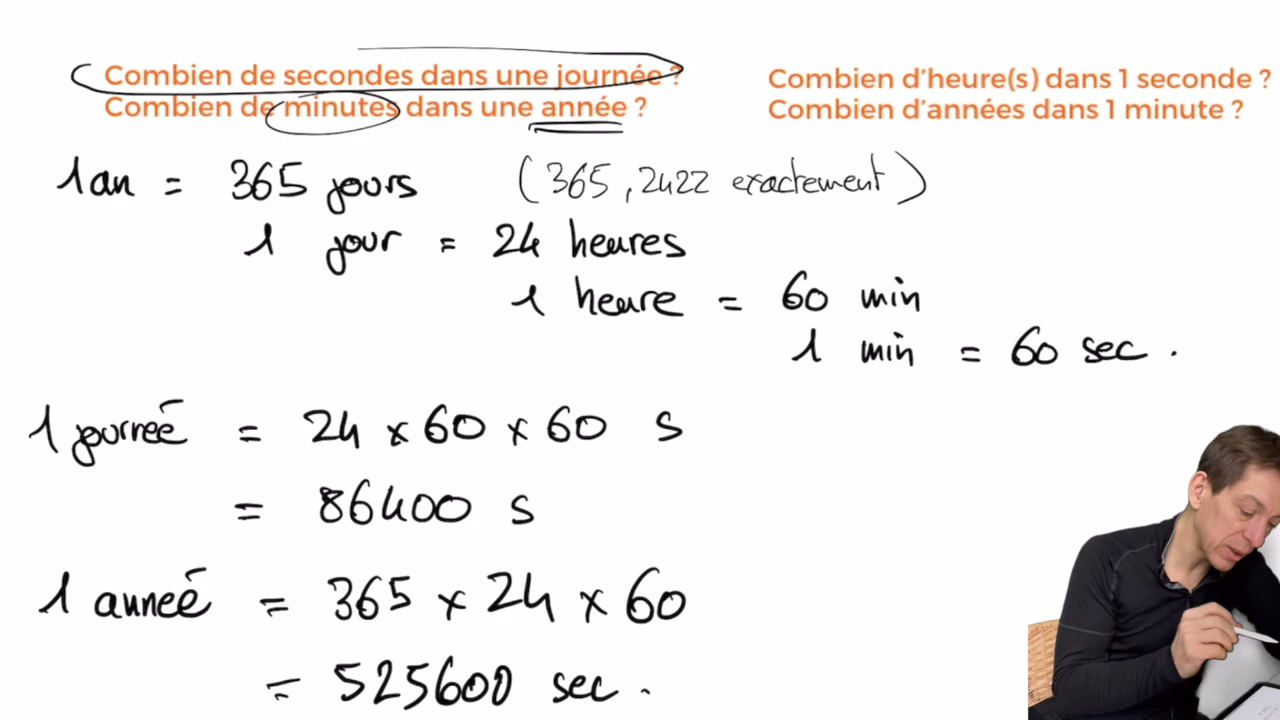 Combien de secondes dans une journée ?
Combien de minutes dans une année ?
Combien d'heure(s) dans 1 seconde ?
Combien d'années dans 1 minute ?
1 an = 365 jours (365,2422 exactement)
1 jour = 24 heures
1 heure = 60 min
1 min = 60 sec.
1 journeé = 24 x 60 x 60 s
= 86400 s
1 anneé = 365 x 24 x 60
= 525600 sec.